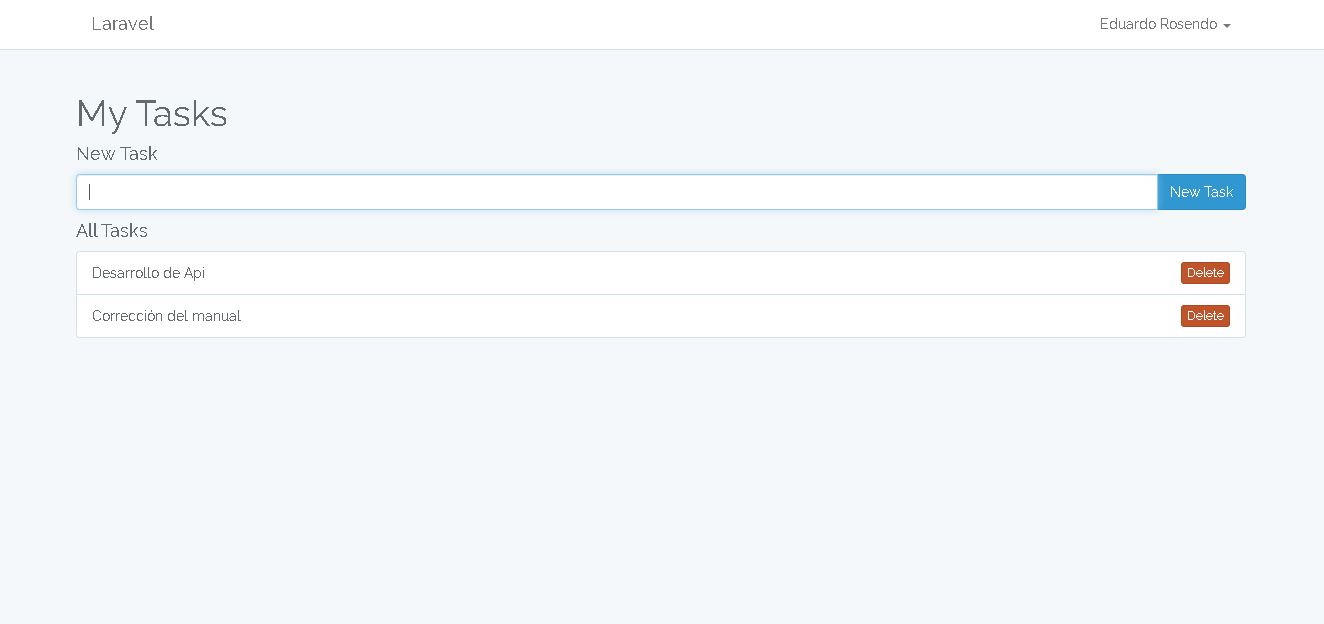 Laravel
Eduardo Rosendo
My Tasks
New Task
New Task
All Tasks
Desarrollo de Api
Delete
Corrección del manual
Delete